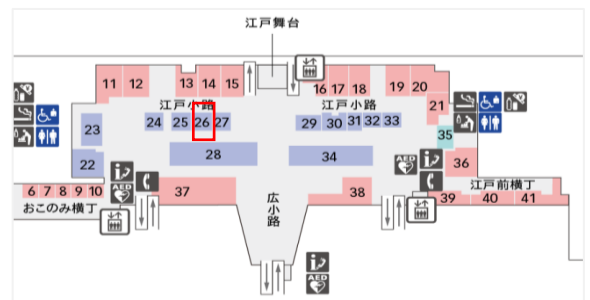 江戸舞台
11 12 13 14 15 16 17 18 19 20
江戸小路 江戸小路
21
23 24 25 26 27 29 30 31 32 33
35
22 28 34 36
AED AED
6 7 8 9 10 37 38 江戸前横丁
おこのみ横丁 広小路 39 40 41
AED